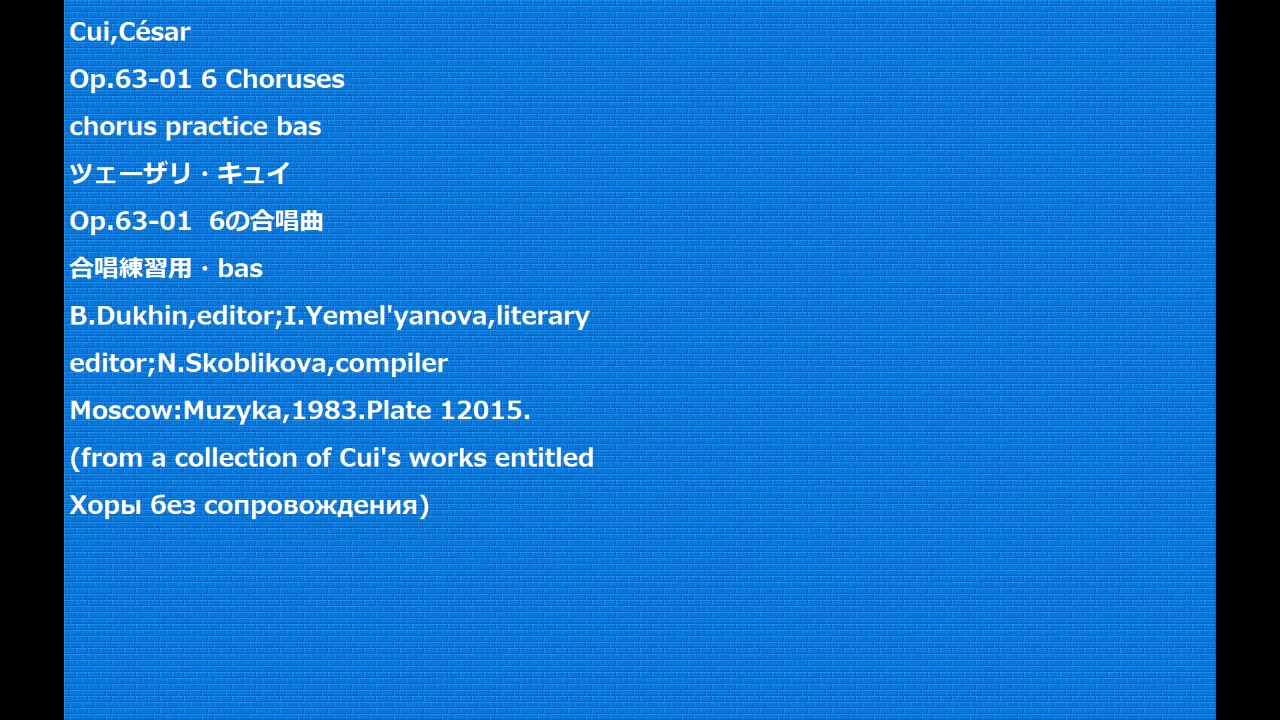 Cui,César
Op.63-01 6 Choruses
chorus practice bas
ツェーザリ・キュイ
Op.63-01  6の合唱曲
合唱練習用・bas
B.Dukhin,editor;I.Yemel'yanova,literary
editor;N.Skoblikova,compiler
Moscow:Muzyka,1983.Plate 12015.
(from a collection of Cui's works entitled
Хоры без сопровождения)